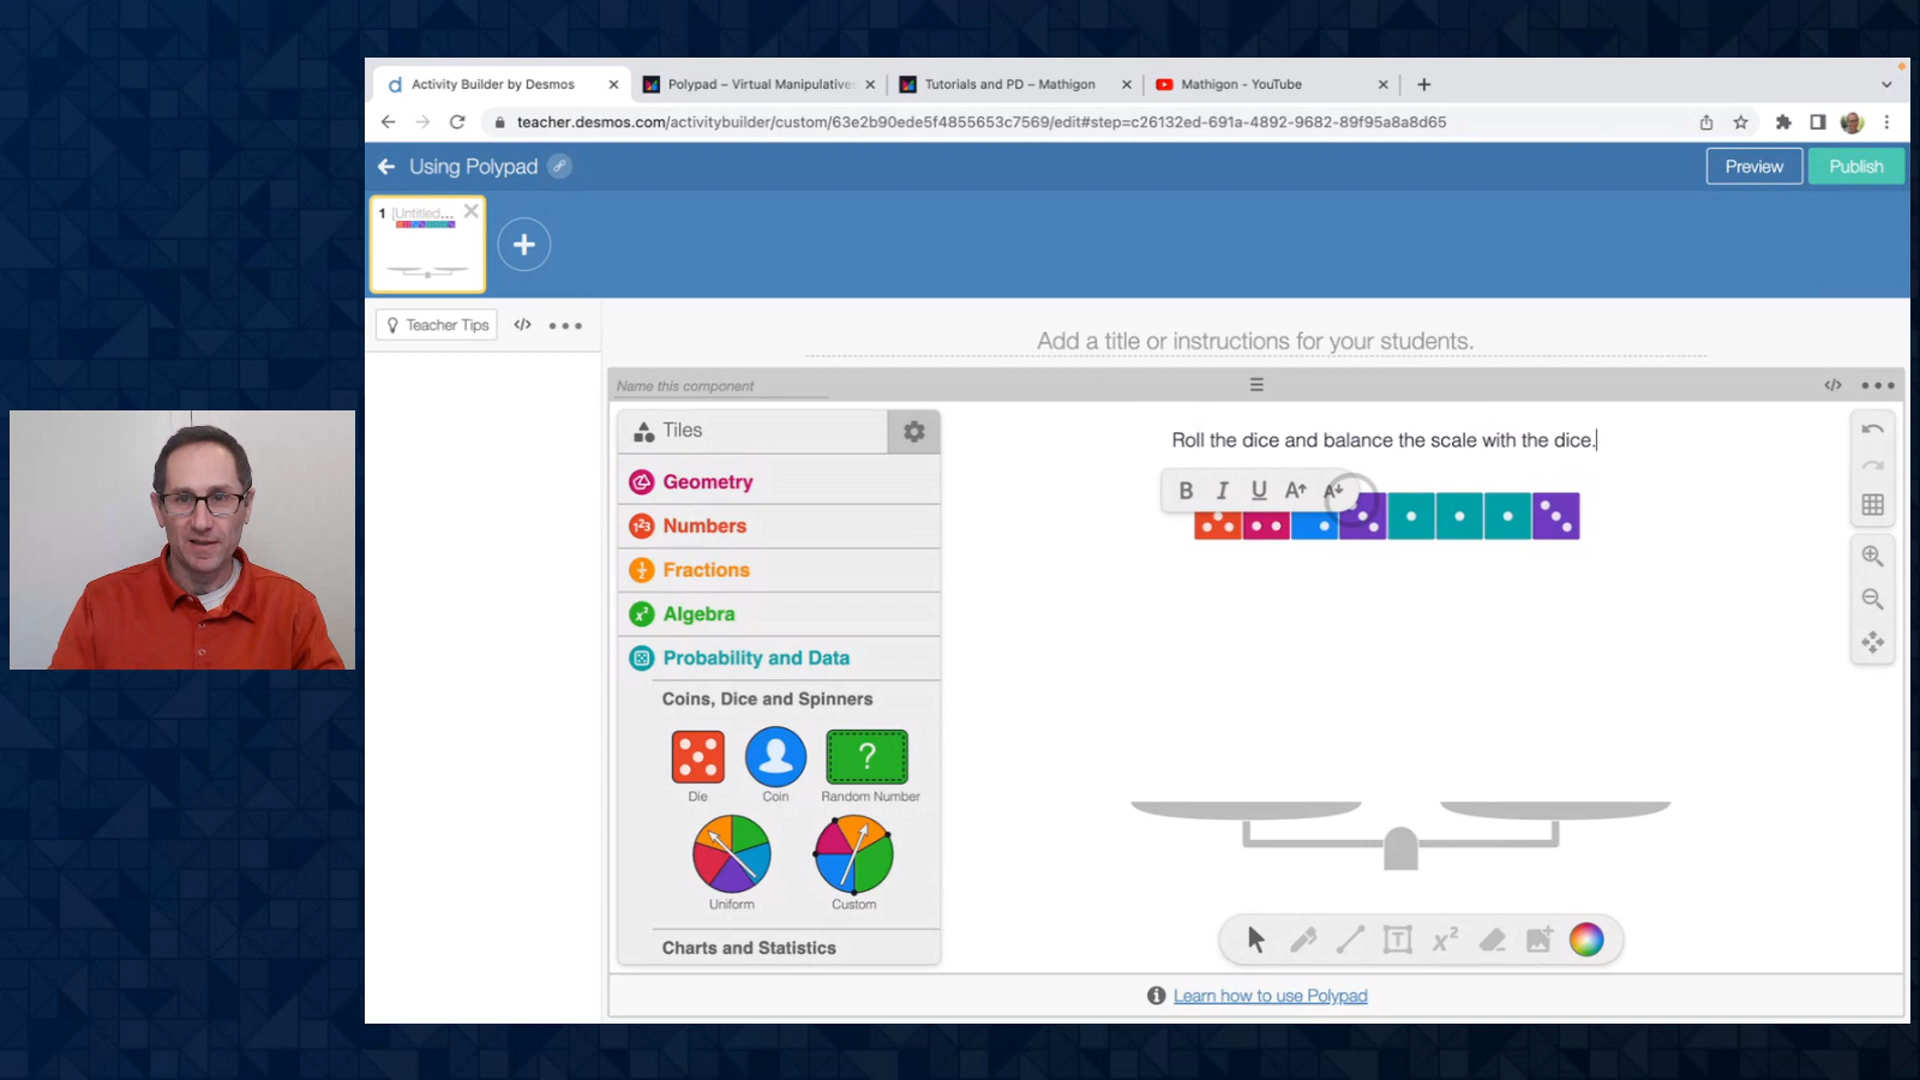 Activity Builder by Desmos
Polypad – Virtual Manipulatives
Tutorials and PD – Mathigon
Mathigon - YouTube
teacher.desmos.com/activitybuilder/custom/63e2b90ede5f4855653c7569/edit#step=c26132ed-691a-4892-9682-89f95a8a8d65
Using Polypad
Preview
Publish
1 [Untitled...
Teacher Tips
Add a title or instructions for your students.
Name this component
Tiles
Geometry
Numbers
Fractions
Algebra
Probability and Data
Coins, Dice and Spinners
Die
Coin
?
Random Number
Uniform
Custom
Charts and Statistics
Roll the dice and balance the scale with the dice.
B I U A A
T x²
Learn how to use Polypad